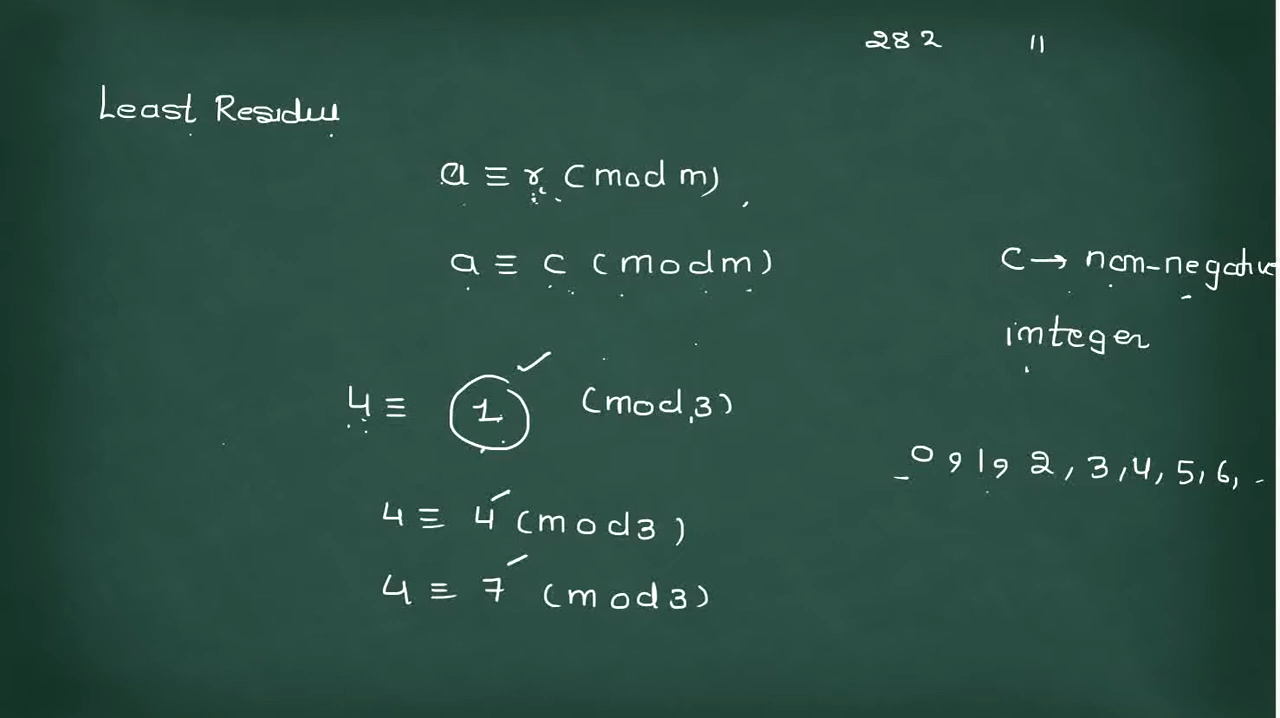 282 11
Least Residue
a ≡ r (mod m)
a ≡ c (mod m)
c → non-negative
integer
4 ≡ 1 (mod 3)
0, 1, 2, 3, 4, 5, 6, -
4 ≡ 4 (mod 3)
4 ≡ 7 (mod 3)